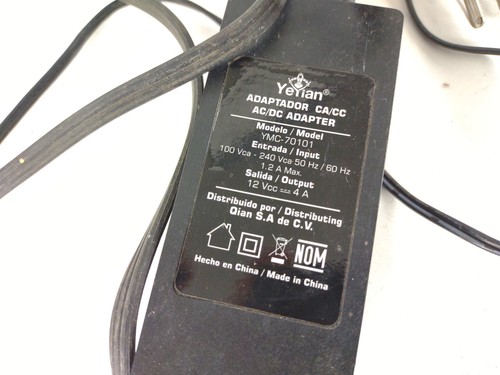 YeYian®
ADAPTADOR CA/CC
AC/DC ADAPTER
Modelo / Model
YMC-70101
Entrada / Input
100 Vca - 240 Vca 50 Hz / 60 Hz
1.2 A Max.
Salida / Output
12 Vcc ⎓ 4 A
Distribuido por / Distributing
Qian S.A de C.V.
NOM
Hecho en China / Made in China